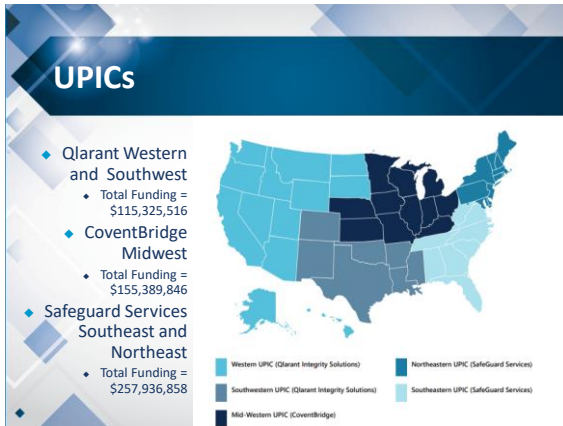 UPICs
Qlarant Western
and Southwest
Total Funding =
$115,325,516
CoventBridge
Midwest
Total Funding =
$155,389,846
Safeguard Services
Southeast and
Northeast
Total Funding =
$257,936,858
Western UPIC (Qlarant Integrity Solutions)
Northeastern UPIC (SafeGuard Services)
Southwestern UPIC (Qlarant Integrity Solutions)
Southeastern UPIC (SafeGuard Services)
Mid-Western UPIC (CoventBridge)